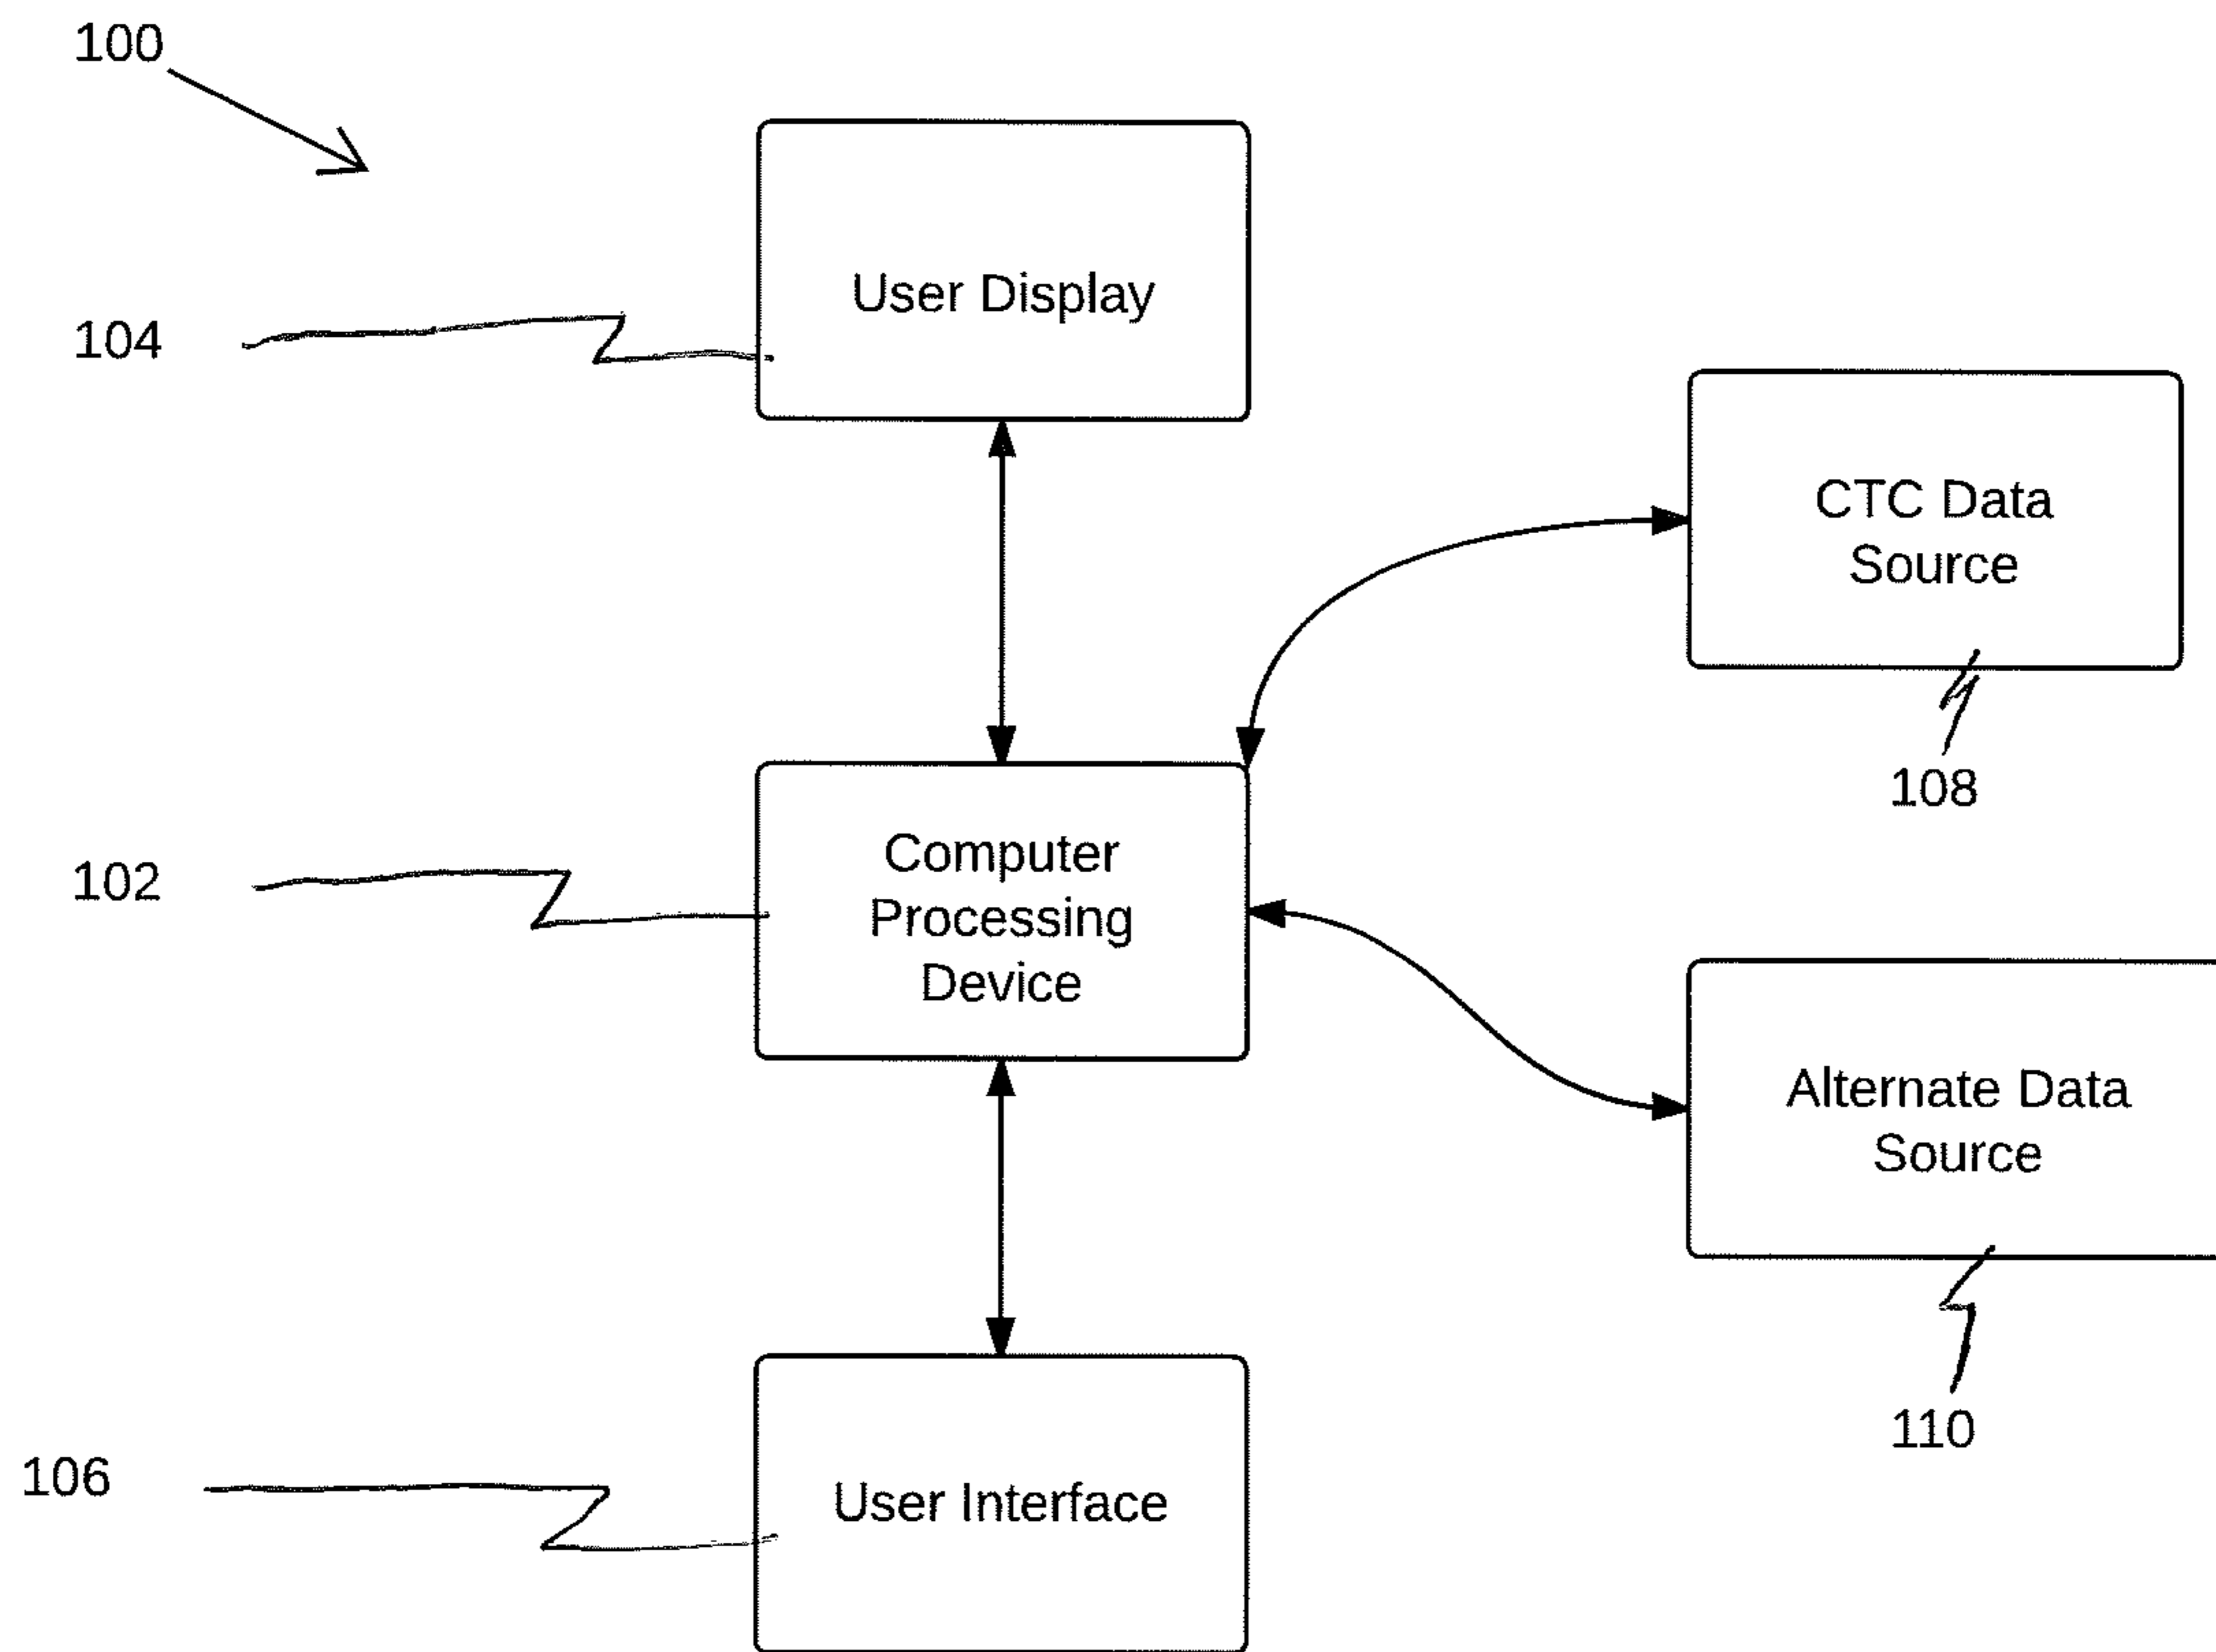 100
User Display
104
CTC Data
Source
108
Computer
Processing
Device
102
Alternate Data
Source
110
106
User Interface